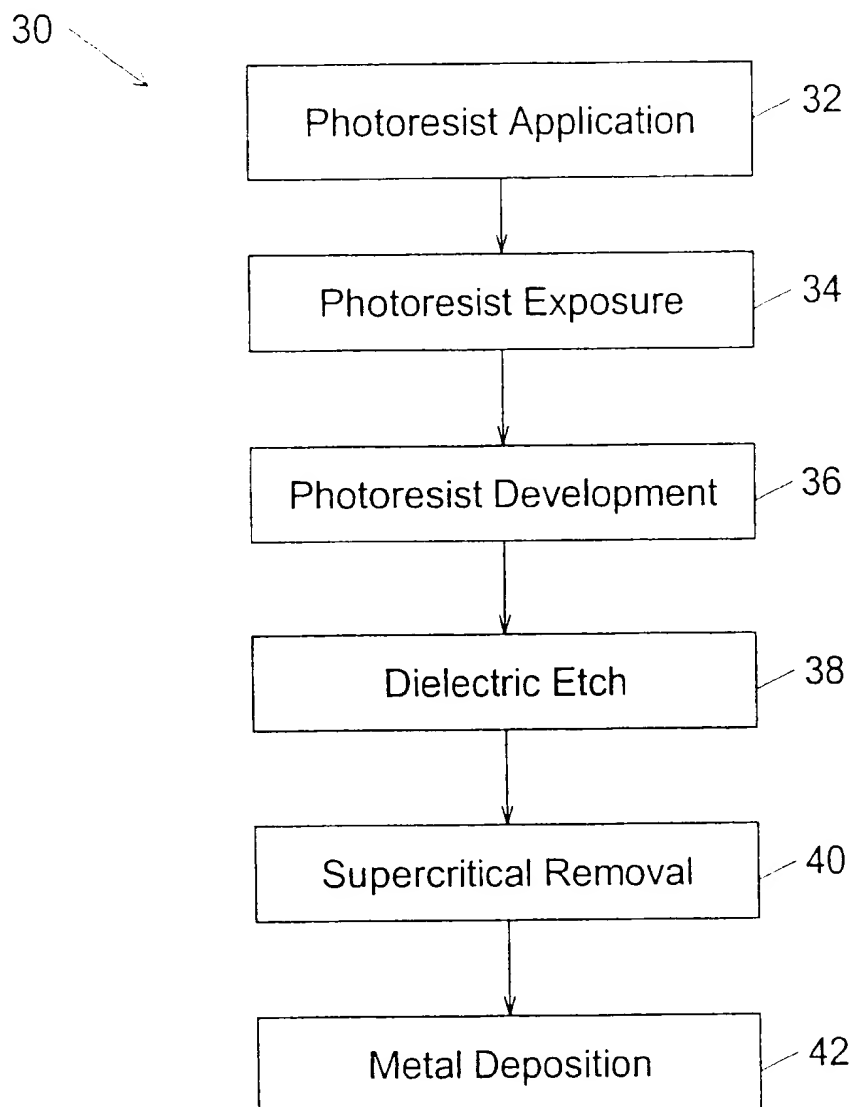 30
Photoresist Application
32
Photoresist Exposure
34
Photoresist Development
36
Dielectric Etch
38
Supercritical Removal
40
Metal Deposition
42